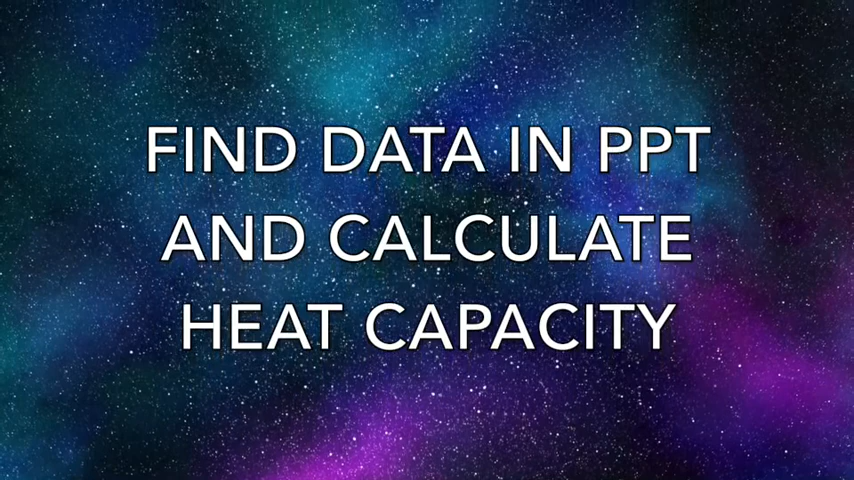 FIND DATA IN PPT
AND CALCULATE
HEAT CAPACITY